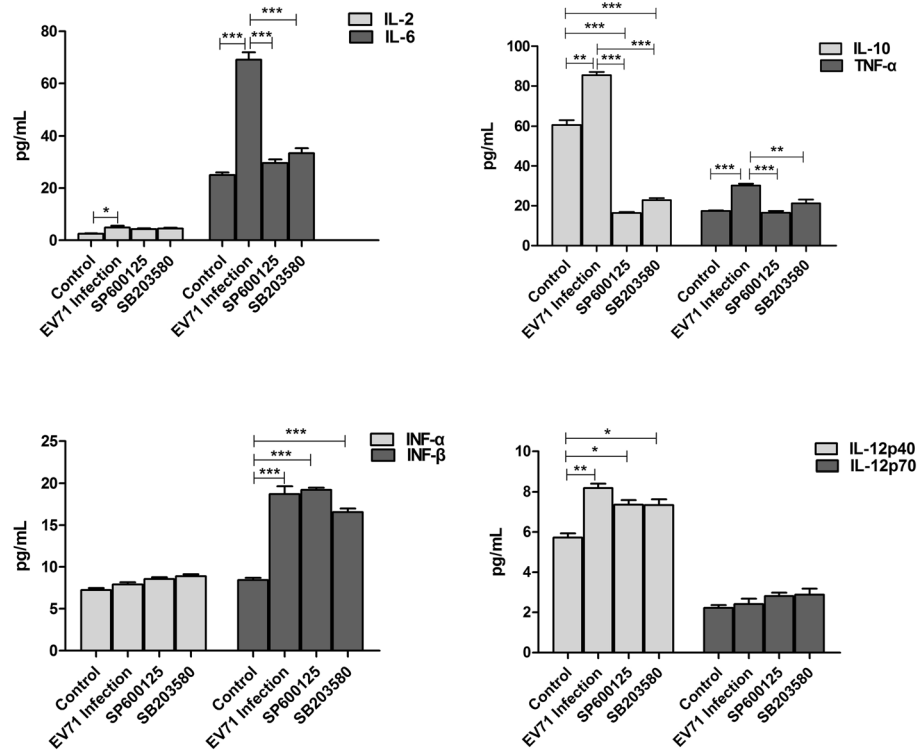 ***
***
***
*
IL-2
IL-6
pg/mL
80
60
40
20
0
Control
EV71 Infection
SP600125
SB203580
Control
EV71 Infection
SP600125
SB203580
***
***
***
**
***
**
***
***
IL-10
TNF-α
pg/mL
100
80
60
40
20
0
Control
EV71 Infection
SP600125
SB203580
Control
EV71 Infection
SP600125
SB203580
***
***
***
INF-α
INF-β
pg/mL
25
20
15
10
5
0
Control
EV71 Infection
SP600125
SB203580
Control
EV71 Infection
SP600125
SB203580
*
*
**
IL-12p40
IL-12p70
pg/mL
10
8
6
4
2
0
Control
EV71 Infection
SP600125
SB203580
Control
EV71 Infection
SP600125
SB203580